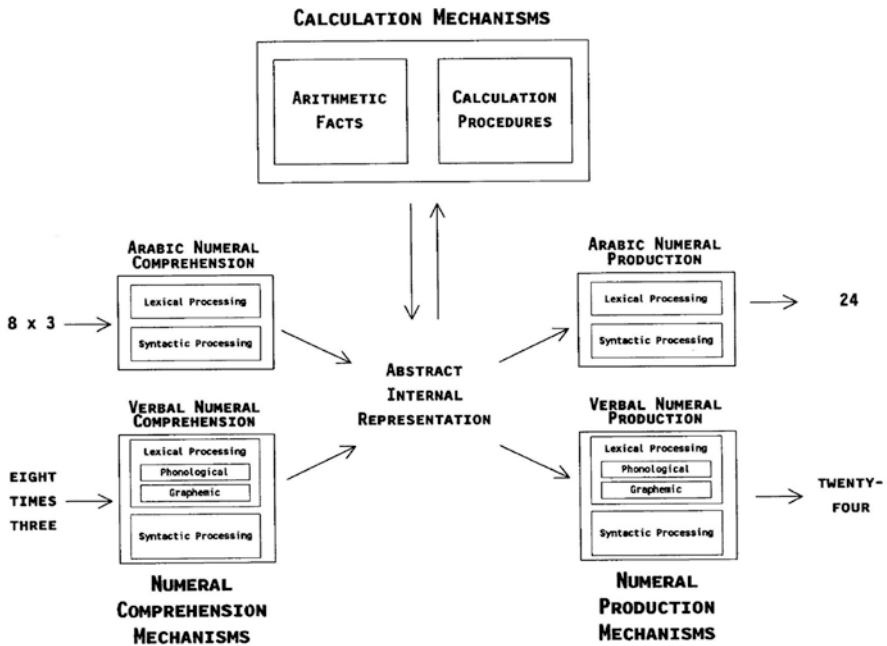 CALCULATION MECHANISMS
ARITHMETIC
FACTS
CALCULATION
PROCEDURES
ARABIC NUMERAL
COMPREHENSION
Lexical Processing
Syntactic Processing
8 x 3
VERBAL NUMERAL
COMPREHENSION
Lexical Processing
Phonological
Graphemic
Syntactic Processing
EIGHT
TIMES
THREE
NUMERAL
COMPREHENSION
MECHANISMS
ABSTRACT
INTERNAL
REPRESENTATION
ARABIC NUMERAL
PRODUCTION
Lexical Processing
Syntactic Processing
24
VERBAL NUMERAL
PRODUCTION
Lexical Processing
Phonological
Graphemic
Syntactic Processing
TWENTY-
FOUR
NUMERAL
PRODUCTION
MECHANISMS